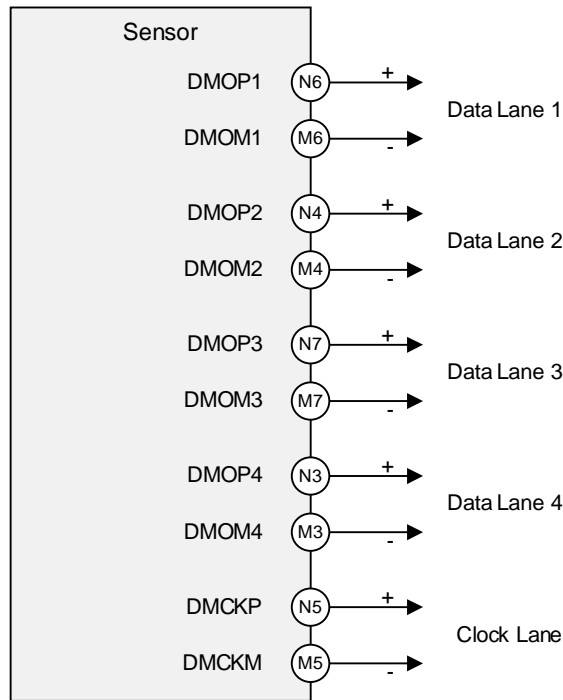 Sensor
DMOP1 N6 +
Data Lane 1
DMOM1 M6 -
DMOP2 N4 +
Data Lane 2
DMOM2 M4 -
DMOP3 N7 +
Data Lane 3
DMOM3 M7 -
DMOP4 N3 +
Data Lane 4
DMOM4 M3 -
DMCKP N5 +
Clock Lane
DMCKM M5 -